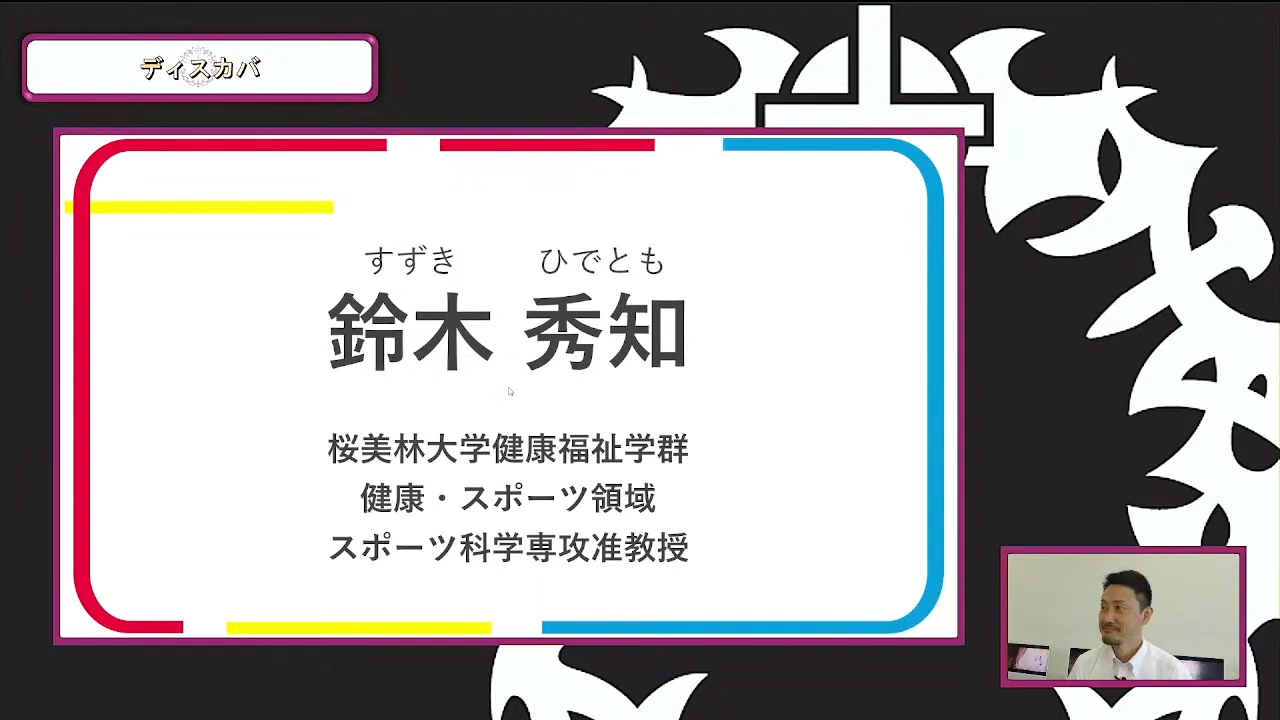 ディスカバ
すずき ひでとも
鈴木 秀知
桜美林大学健康福祉学群
健康・スポーツ領域
スポーツ科学専攻准教授